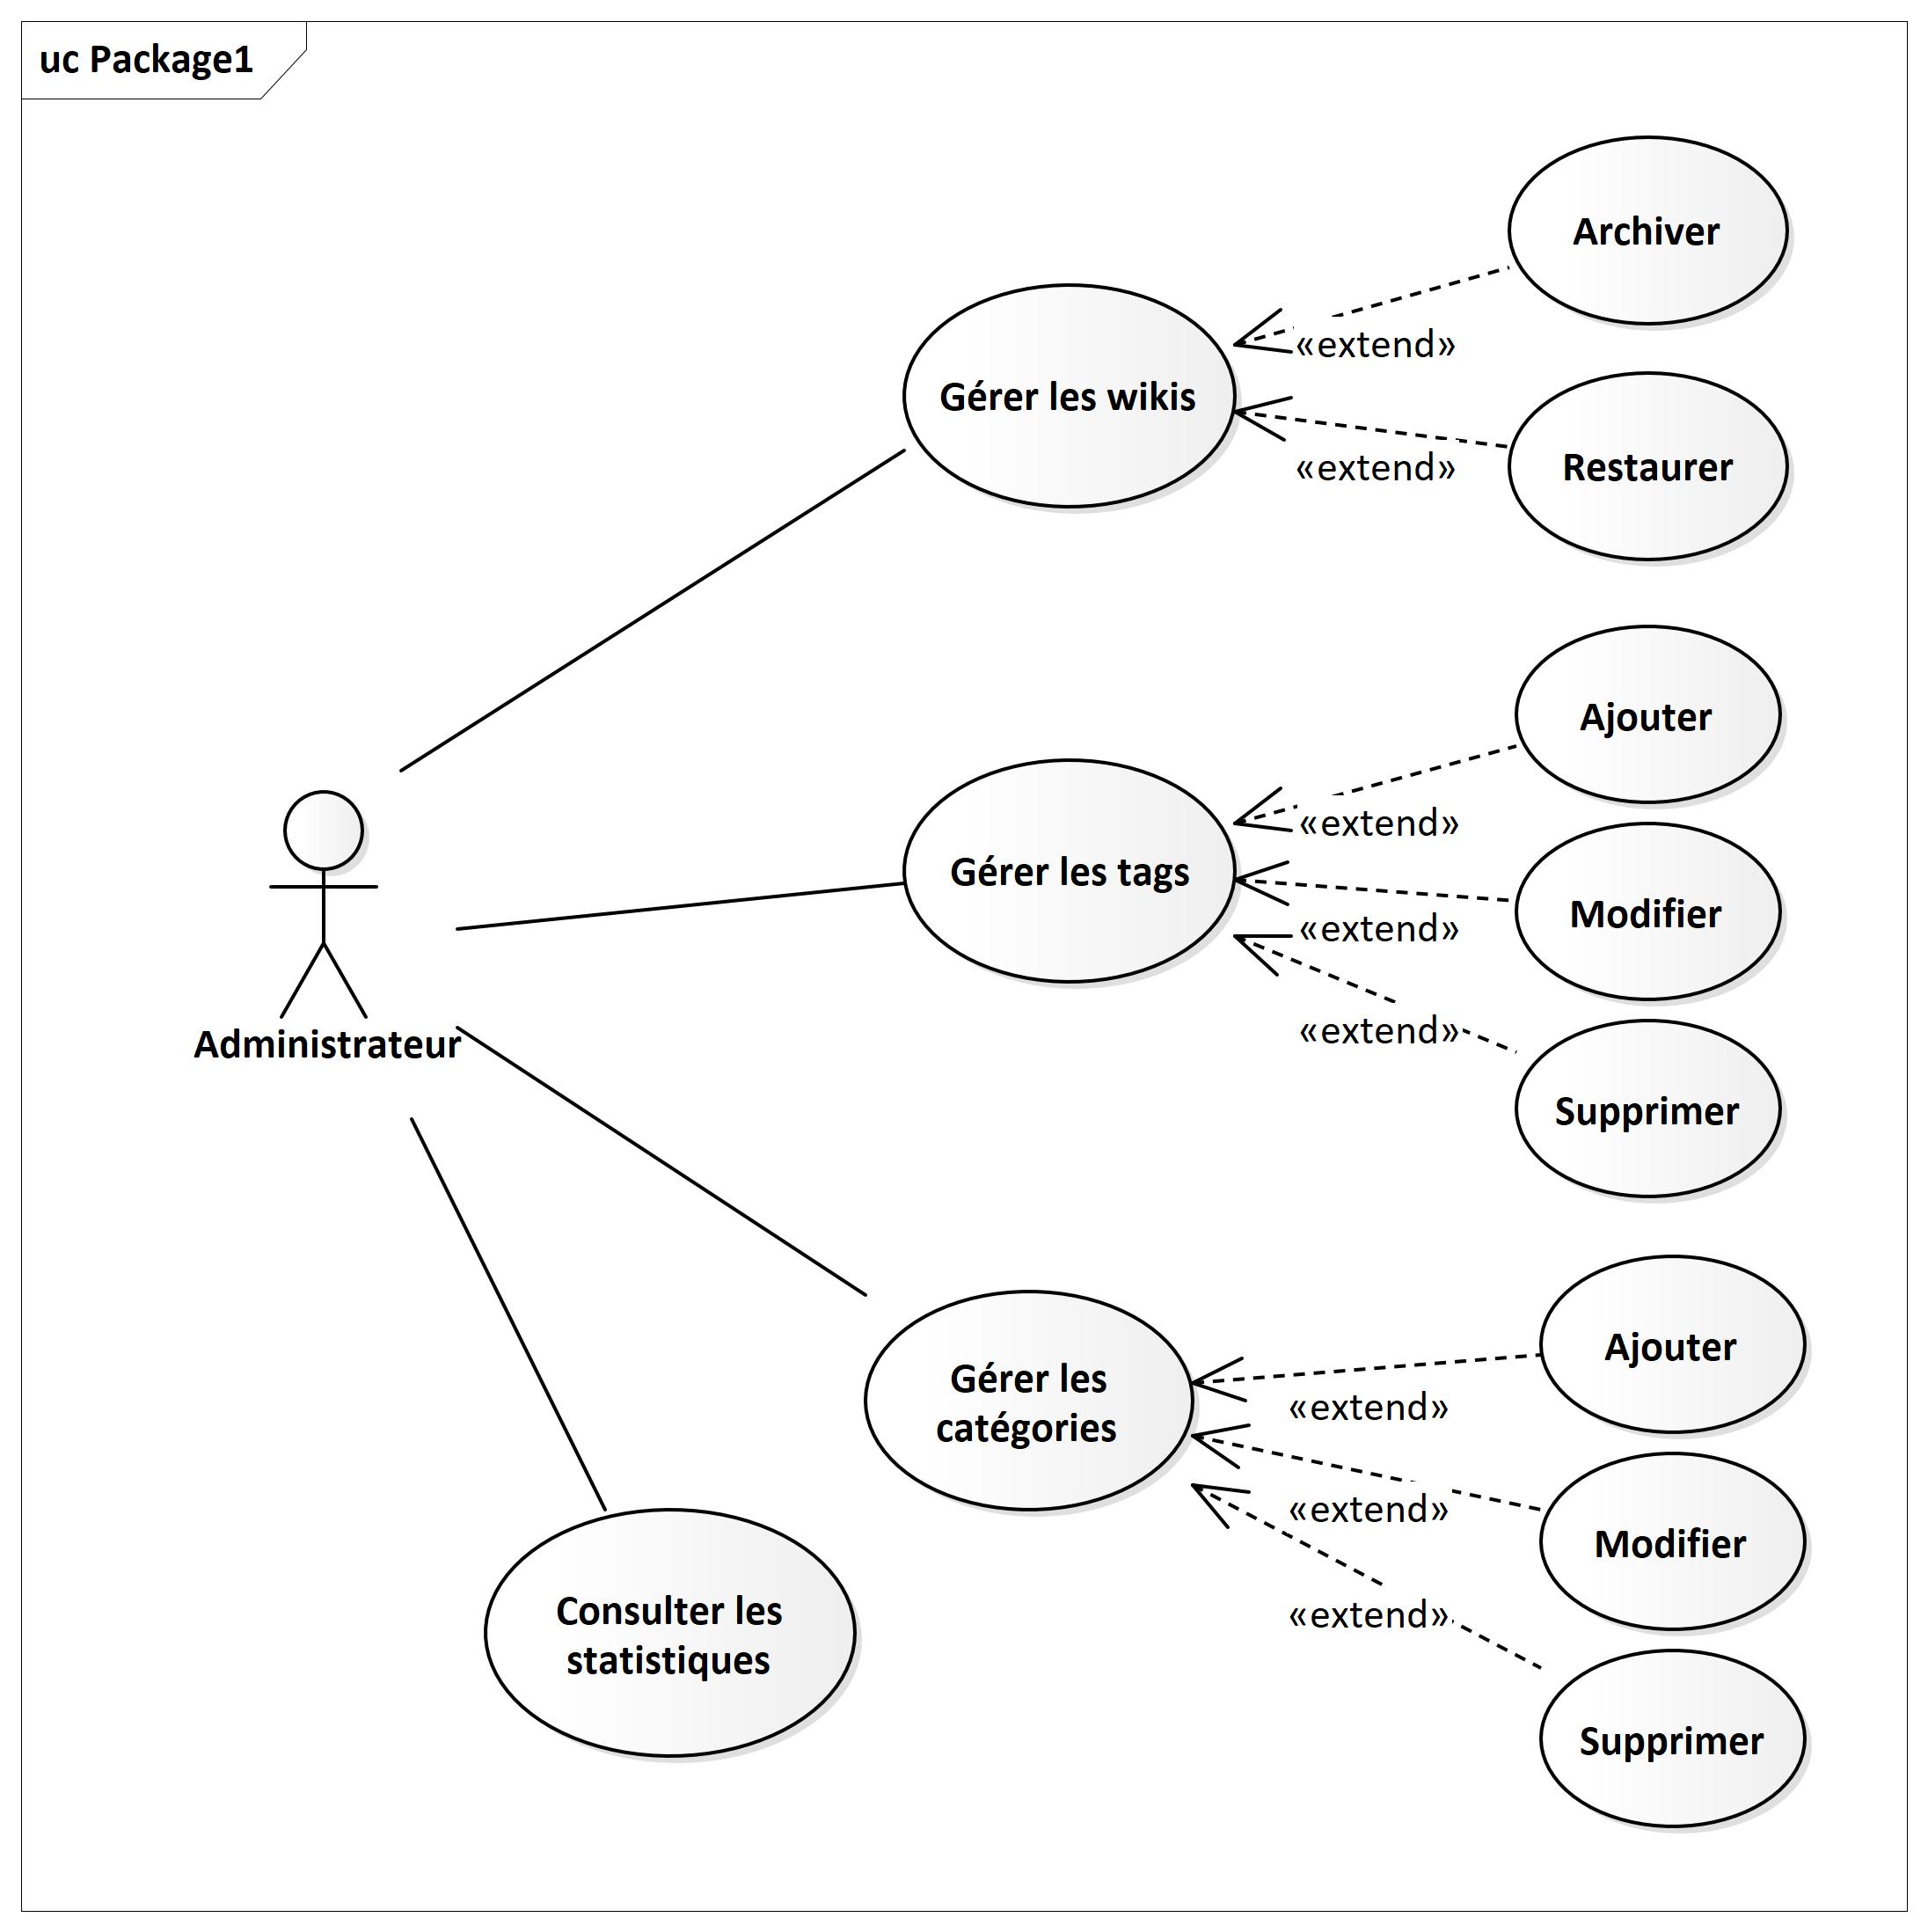 uc Package1
Archiver
«extend»
Gérer les wikis
Restaurer
«extend»
Ajouter
«extend»
Gérer les tags
Modifier
«extend»
Administrateur
«extend»
Supprimer
Ajouter
Gérer les
catégories
«extend»
«extend»
Modifier
Consulter les
statistiques
«extend»
Supprimer